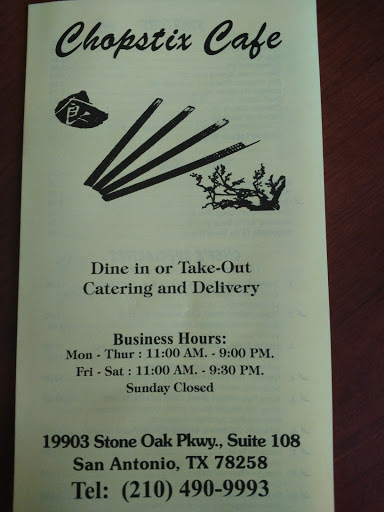 Chopstix Cafe
Dine in or Take-Out
Catering and Delivery
Business Hours:
Mon - Thur : 11:00 AM. - 9:00 PM.
Fri - Sat : 11:00 AM. - 9:30 PM.
Sunday Closed
19903 Stone Oak Pkwy., Suite 108
San Antonio, TX 78258
Tel: (210) 490-9993